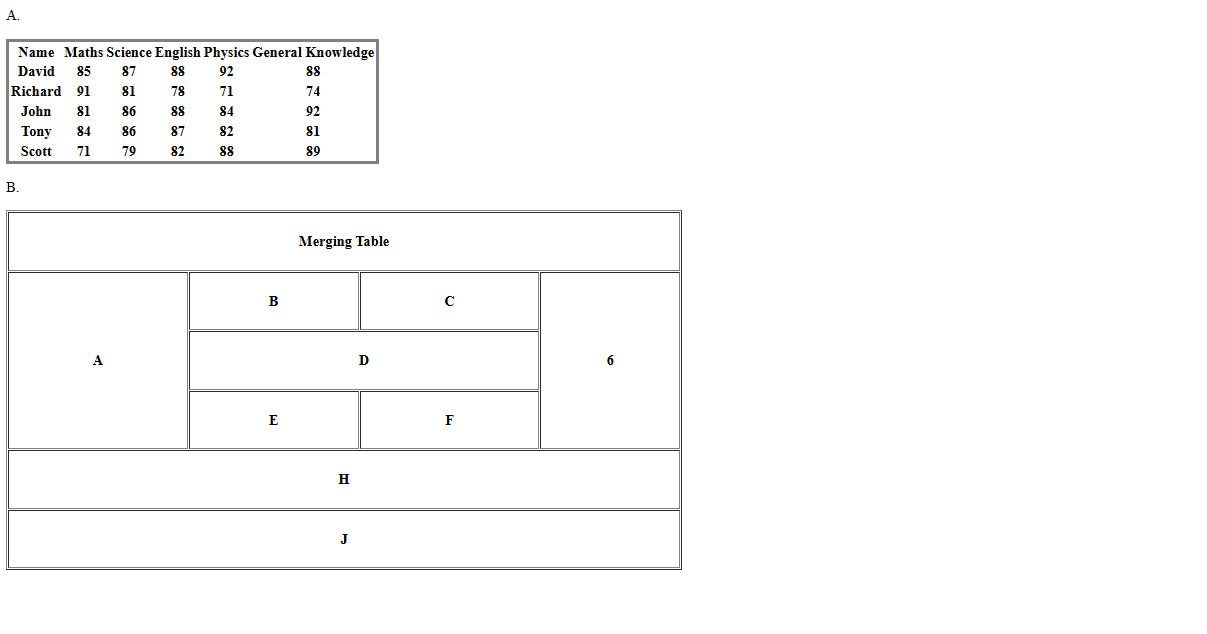 A.
Name Maths Science English Physics General Knowledge
David 85 87 88 92 88
Richard 91 81 78 71 74
John 81 86 88 84 92
Tony 84 86 87 82 81
Scott 71 79 82 88 89
B.
Merging Table
B C
A D 6
E F
H
J